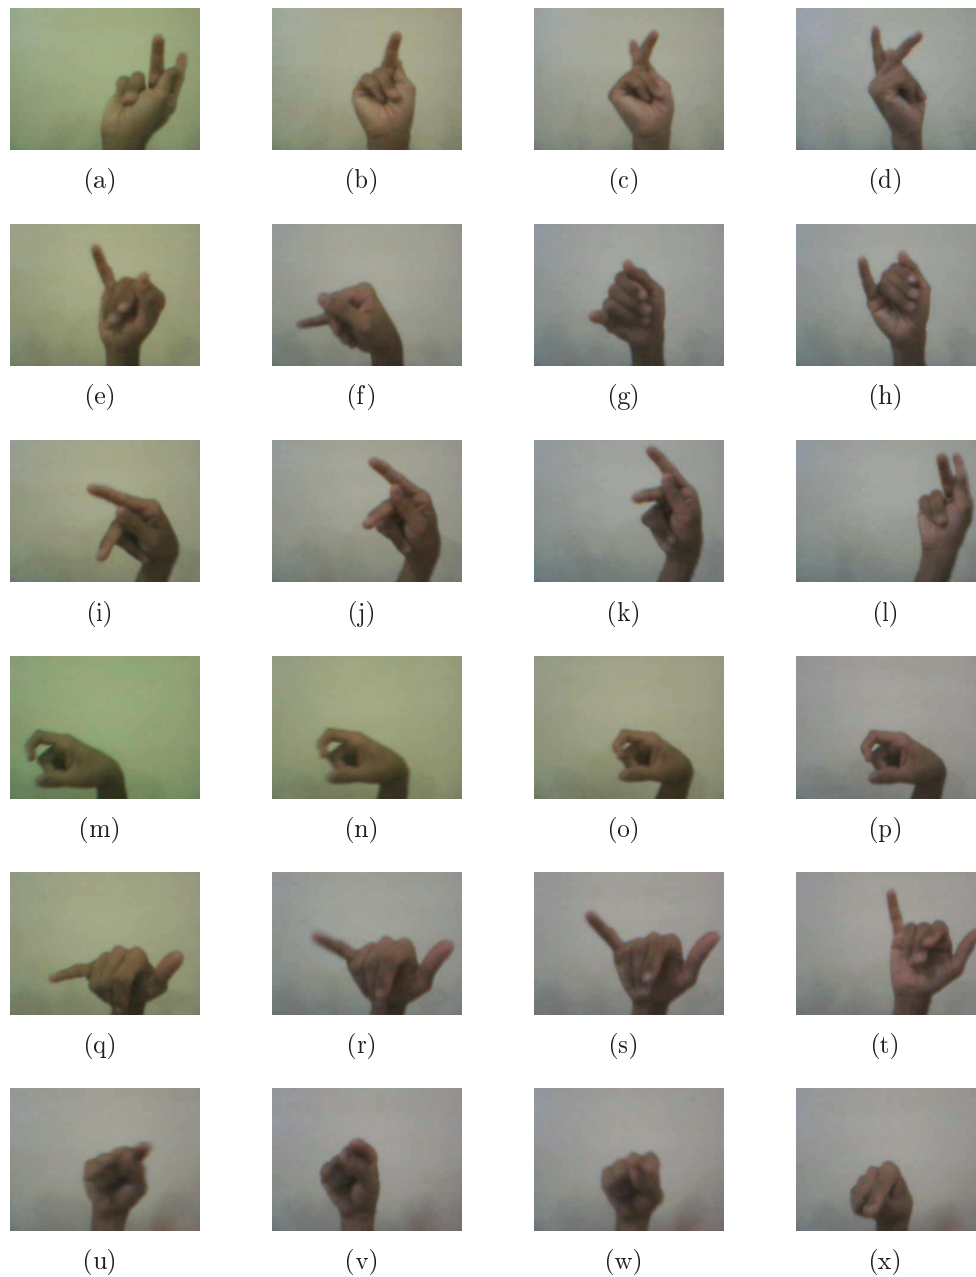 (a) (b) (c) (d)
(e) (f) (g) (h)
(i) (j) (k) (l)
(m) (n) (o) (p)
(q) (r) (s) (t)
(u) (v) (w) (x)